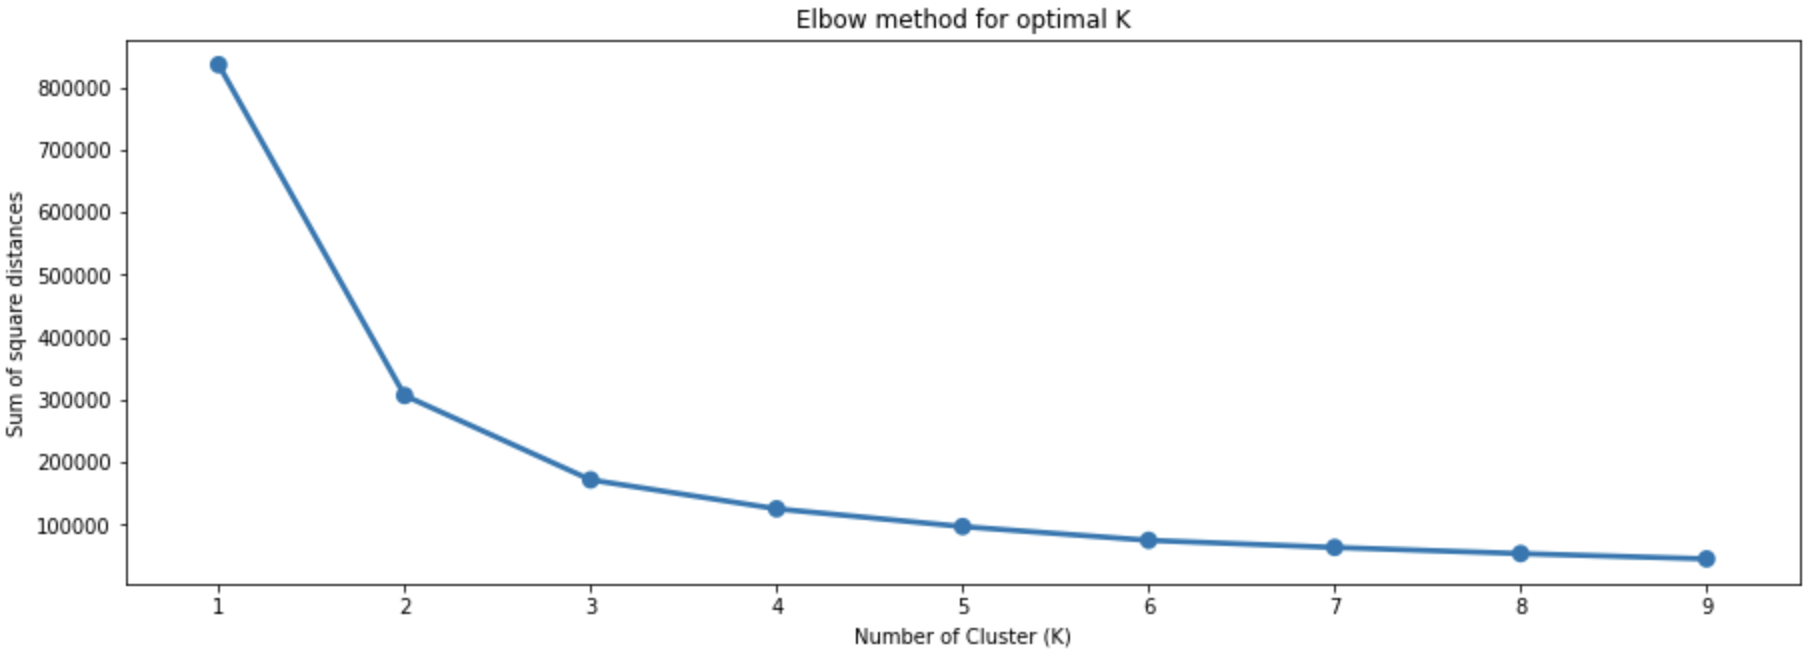 Elbow method for optimal K
Sum of square distances
800000
700000
600000
500000
400000
300000
200000
100000
1 2 3 4 5 6 7 8 9
Number of Cluster (K)